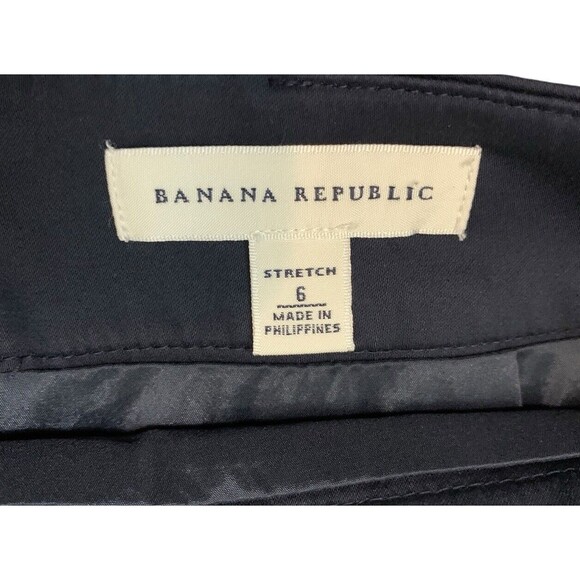 BANANA REPUBLIC
STRETCH
6
MADE IN
PHILIPPINES